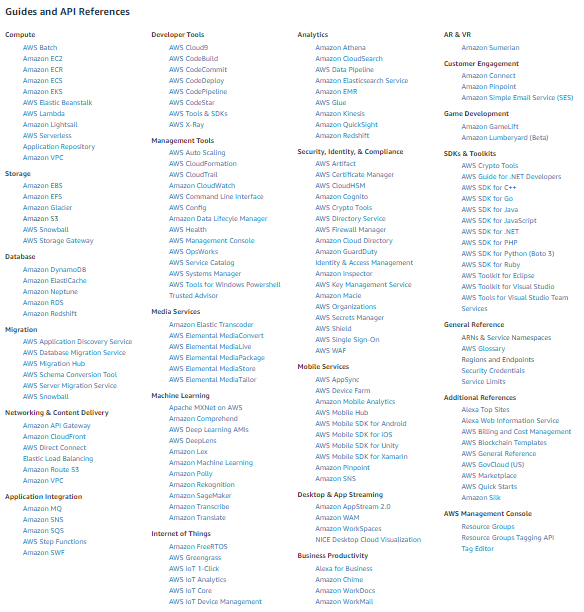 Guides and API References
Compute
AWS Batch
Amazon EC2
Amazon ECR
Amazon ECS
Amazon EKS
AWS Elastic Beanstalk
AWS Lambda
Amazon Lightsail
AWS Serverless
Application Repository
Amazon VPC
Storage
Amazon EBS
Amazon EFS
Amazon Glacier
Amazon S3
AWS Snowball
AWS Storage Gateway
Database
Amazon DynamoDB
Amazon ElastiCache
Amazon Neptune
Amazon RDS
Amazon Redshift
Migration
AWS Application Discovery Service
AWS Database Migration Service
AWS Migration Hub
AWS Schema Conversion Tool
AWS Server Migration Service
AWS Snowball
Networking & Content Delivery
Amazon API Gateway
Amazon CloudFront
AWS Direct Connect
Elastic Load Balancing
Amazon Route 53
Amazon VPC
Application Integration
Amazon MQ
Amazon SNS
Amazon SQS
AWS Step Functions
Amazon SWF
Developer Tools
AWS Cloud9
AWS CodeBuild
AWS CodeCommit
AWS CodeDeploy
AWS CodePipeline
AWS CodeStar
AWS Tools & SDKs
AWS X-Ray
Management Tools
AWS Auto Scaling
AWS CloudFormation
AWS CloudTrail
Amazon CloudWatch
AWS Command Line Interface
AWS Config
Amazon Data Lifecyle Manager
AWS Health
AWS Management Console
AWS OpsWorks
AWS Service Catalog
AWS Systems Manager
AWS Tools for Windows Powershell
Trusted Advisor
Media Services
Amazon Elastic Transcoder
AWS Elemental MediaConvert
AWS Elemental MediaLive
AWS Elemental MediaPackage
AWS Elemental MediaStore
AWS Elemental MediaTailor
Machine Learning
Apache MXNet on AWS
Amazon Comprehend
AWS Deep Learning AMIs
AWS DeepLens
Amazon Lex
Amazon Machine Learning
Amazon Polly
Amazon Rekognition
Amazon SageMaker
Amazon Transcribe
Amazon Translate
Internet of Things
Amazon FreeRTOS
AWS Greengrass
AWS IoT 1-Click
AWS IoT Analytics
AWS IoT Core
AWS IoT Device Management
Analytics
Amazon Athena
Amazon CloudSearch
AWS Data Pipeline
Amazon Elasticsearch Service
Amazon EMR
AWS Glue
Amazon Kinesis
Amazon QuickSight
Amazon Redshift
Security, Identity, & Compliance
AWS Artifact
AWS Certificate Manager
AWS CloudHSM
Amazon Cognito
AWS Crypto Tools
AWS Directory Service
AWS Firewall Manager
Amazon Cloud Directory
Amazon GuardDuty
Identity & Access Management
Amazon Inspector
AWS Key Management Service
Amazon Macie
AWS Organizations
AWS Secrets Manager
AWS Shield
AWS Single Sign-On
AWS WAF
Mobile Services
AWS AppSync
AWS Device Farm
Amazon Mobile Analytics
AWS Mobile Hub
AWS Mobile SDK for Android
AWS Mobile SDK for iOS
AWS Mobile SDK for Unity
AWS Mobile SDK for Xamarin
Amazon Pinpoint
Amazon SNS
Desktop & App Streaming
Amazon AppStream 2.0
Amazon WAM
Amazon WorkSpaces
NICE Desktop Cloud Visualization
Business Productivity
Alexa for Business
Amazon Chime
Amazon WorkDocs
Amazon WorkMail
AR & VR
Amazon Sumerian
Customer Engagement
Amazon Connect
Amazon Pinpoint
Amazon Simple Email Service (SES)
Game Development
Amazon GameLift
Amazon Lumberyard (Beta)
SDKs & Toolkits
AWS Crypto Tools
AWS Guide for .NET Developers
AWS SDK for C++
AWS SDK for Go
AWS SDK for Java
AWS SDK for JavaScript
AWS SDK for .NET
AWS SDK for PHP
AWS SDK for Python (Boto 3)
AWS SDK for Ruby
AWS Toolkit for Eclipse
AWS Toolkit for Visual Studio
AWS Tools for Visual Studio Team
Services
General Reference
ARNs & Service Namespaces
AWS Glossary
Regions and Endpoints
Security Credentials
Service Limits
Additional References
Alexa Top Sites
Alexa Web Information Service
AWS Billing and Cost Management
AWS Blockchain Templates
AWS General Reference
AWS GovCloud (US)
AWS Marketplace
AWS Quick Starts
Amazon Silk
AWS Management Console
Resource Groups
Resource Groups Tagging API
Tag Editor